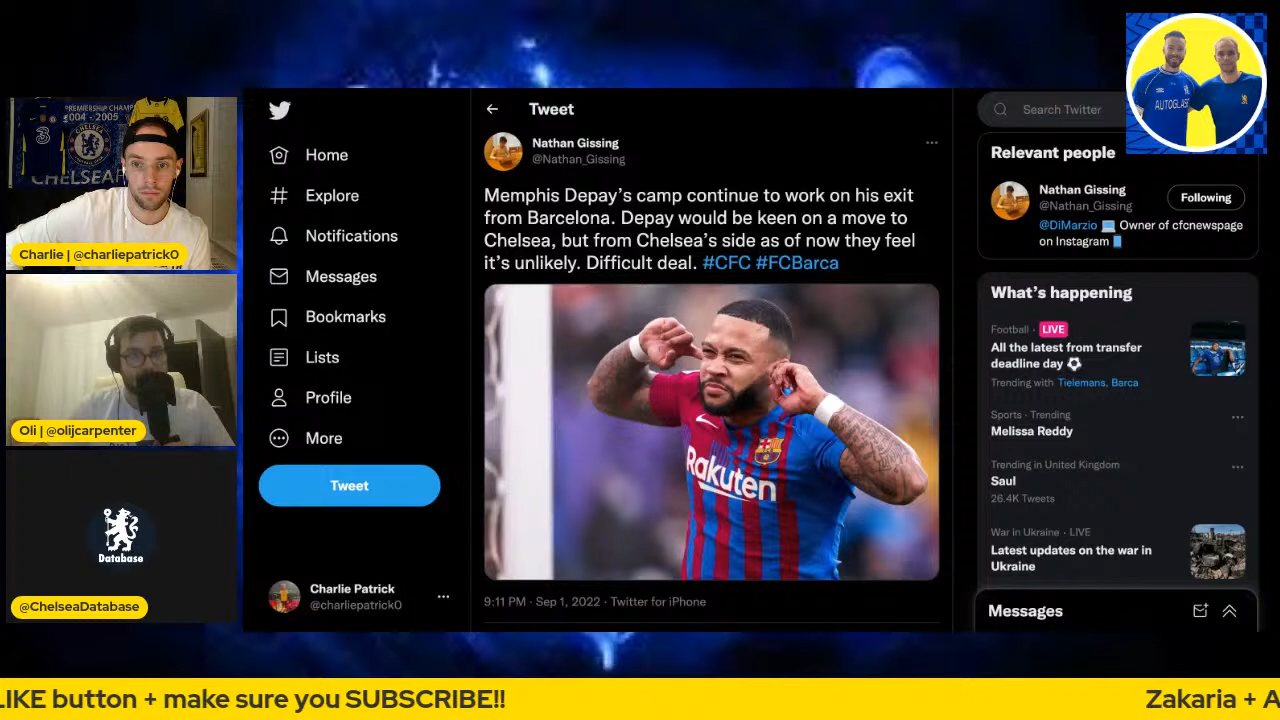 PREMIERSHIP CHAMP
2004 - 2005
CHELSEA
Charlie | @charliepatrick0
Oli | @olijcarpenter
Database
@ChelseaDatabase
Home
Explore
Notifications
Messages
Bookmarks
Lists
Profile
More
Tweet
Charlie Patrick
@charliepatrick0
Tweet
Nathan Gissing
@Nathan_Gissing
Memphis Depay’s camp continue to work on his exit
from Barcelona. Depay would be keen on a move to
Chelsea, but from Chelsea’s side as of now they feel
it’s unlikely. Difficult deal. #CFC #FCBarca
Rakuten
9:11 PM · Sep 1, 2022 · Twitter for iPhone
Search Twitter
AUTOGLASS
Relevant people
Nathan Gissing
@Nathan_Gissing
Following
@DiMarzio 💻 Owner of cfcnewspage
on Instagram 📱
What’s happening
Football · LIVE
All the latest from transfer
deadline day ⚽
Trending with Tielemans, Barca
Sports · Trending
Melissa Reddy
Trending in United Kingdom
Saul
26.4K Tweets
War in Ukraine · LIVE
Latest updates on the war in
Ukraine
Messages
LIKE button + make sure you SUBSCRIBE!! Zakaria + A